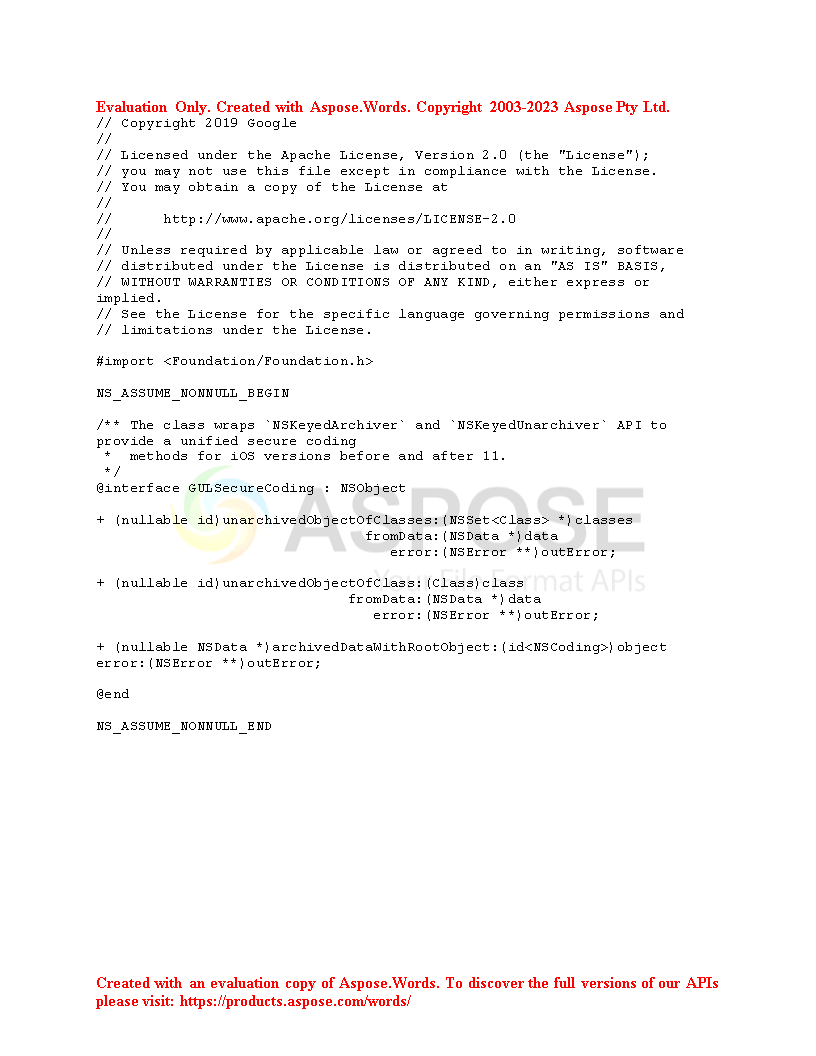 Evaluation Only. Created with Aspose.Words. Copyright 2003-2023 Aspose Pty Ltd.
// Copyright 2019 Google
//
// Licensed under the Apache License, Version 2.0 (the "License");
// you may not use this file except in compliance with the License.
// You may obtain a copy of the License at
//
//      http://www.apache.org/licenses/LICENSE-2.0
//
// Unless required by applicable law or agreed to in writing, software
// distributed under the License is distributed on an "AS IS" BASIS,
// WITHOUT WARRANTIES OR CONDITIONS OF ANY KIND, either express or
implied.
// See the License for the specific language governing permissions and
// limitations under the License.

#import <Foundation/Foundation.h>

NS_ASSUME_NONNULL_BEGIN

/** The class wraps `NSKeyedArchiver` and `NSKeyedUnarchiver` API to
provide a unified secure coding
 *  methods for iOS versions before and after 11.
 */
@interface GULSecureCoding : NSObject

+ (nullable id)unarchivedObjectOfClasses:(NSSet<Class> *)classes
                                fromData:(NSData *)data
                                   error:(NSError **)outError;

+ (nullable id)unarchivedObjectOfClass:(Class)class
                              fromData:(NSData *)data
                                 error:(NSError **)outError;

+ (nullable NSData *)archivedDataWithRootObject:(id<NSCoding>)object
error:(NSError **)outError;

@end

NS_ASSUME_NONNULL_END

ASPOSE
Your File Format APIs

Created with an evaluation copy of Aspose.Words. To discover the full versions of our APIs
please visit: https://products.aspose.com/words/